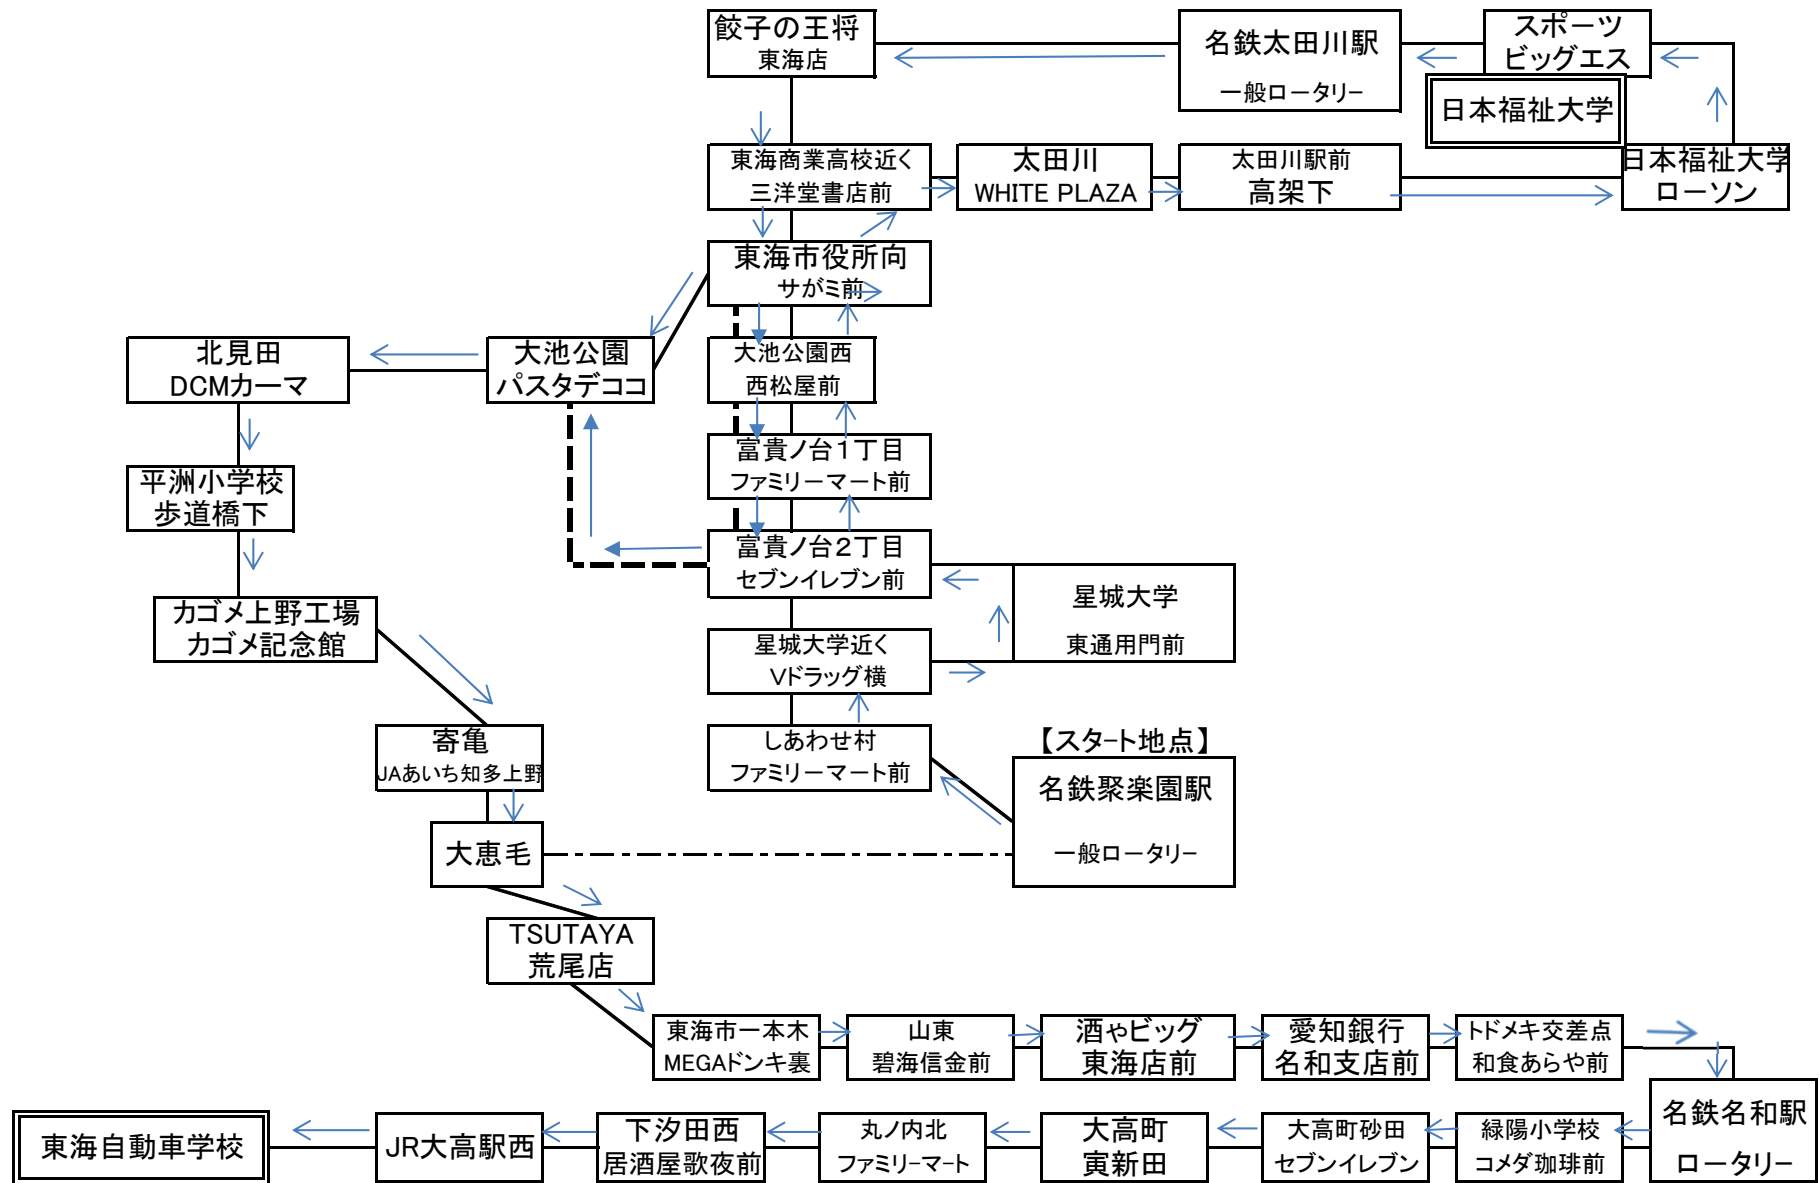 餃子の王将
東海店
名鉄太田川駅
一般ロータリー
スポーツ
ビッグエス
日本福祉大学
東海商業高校近く
三洋堂書店前
太田川
WHITE PLAZA
太田川駅前
高架下
日本福祉大学
ローソン
東海市役所向
サがミ前
北見田
DCMカーマ
大池公園
パスタデココ
大池公園西
西松屋前
富貴ノ台1丁目
ファミリーマート前
平洲小学校
歩道橋下
富貴ノ台2丁目
セブンイレブン前
星城大学
東通用門前
カゴメ上野工場
カゴメ記念館
星城大学近く
Vドラッグ横
寄亀
JAあいち知多上野
しあわせ村
ファミリーマート前
【スタート地点】
名鉄聚楽園駅
一般ロータリー
大恵毛
TSUTAYA
荒尾店
東海市一本木
MEGAドンキ裏
山東
碧海信金前
酒やビッグ
東海店前
愛知銀行
名和支店前
トドメキ交差点
和食あらや前
名鉄名和駅
ロータリー
緑陽小学校
コメダ珈琲前
大高町砂田
セブンイレブン
大高町
寅新田
丸ノ内北
ファミリーマート
下汐田西
居酒屋歌夜前
JR大高駅西
東海自動車学校